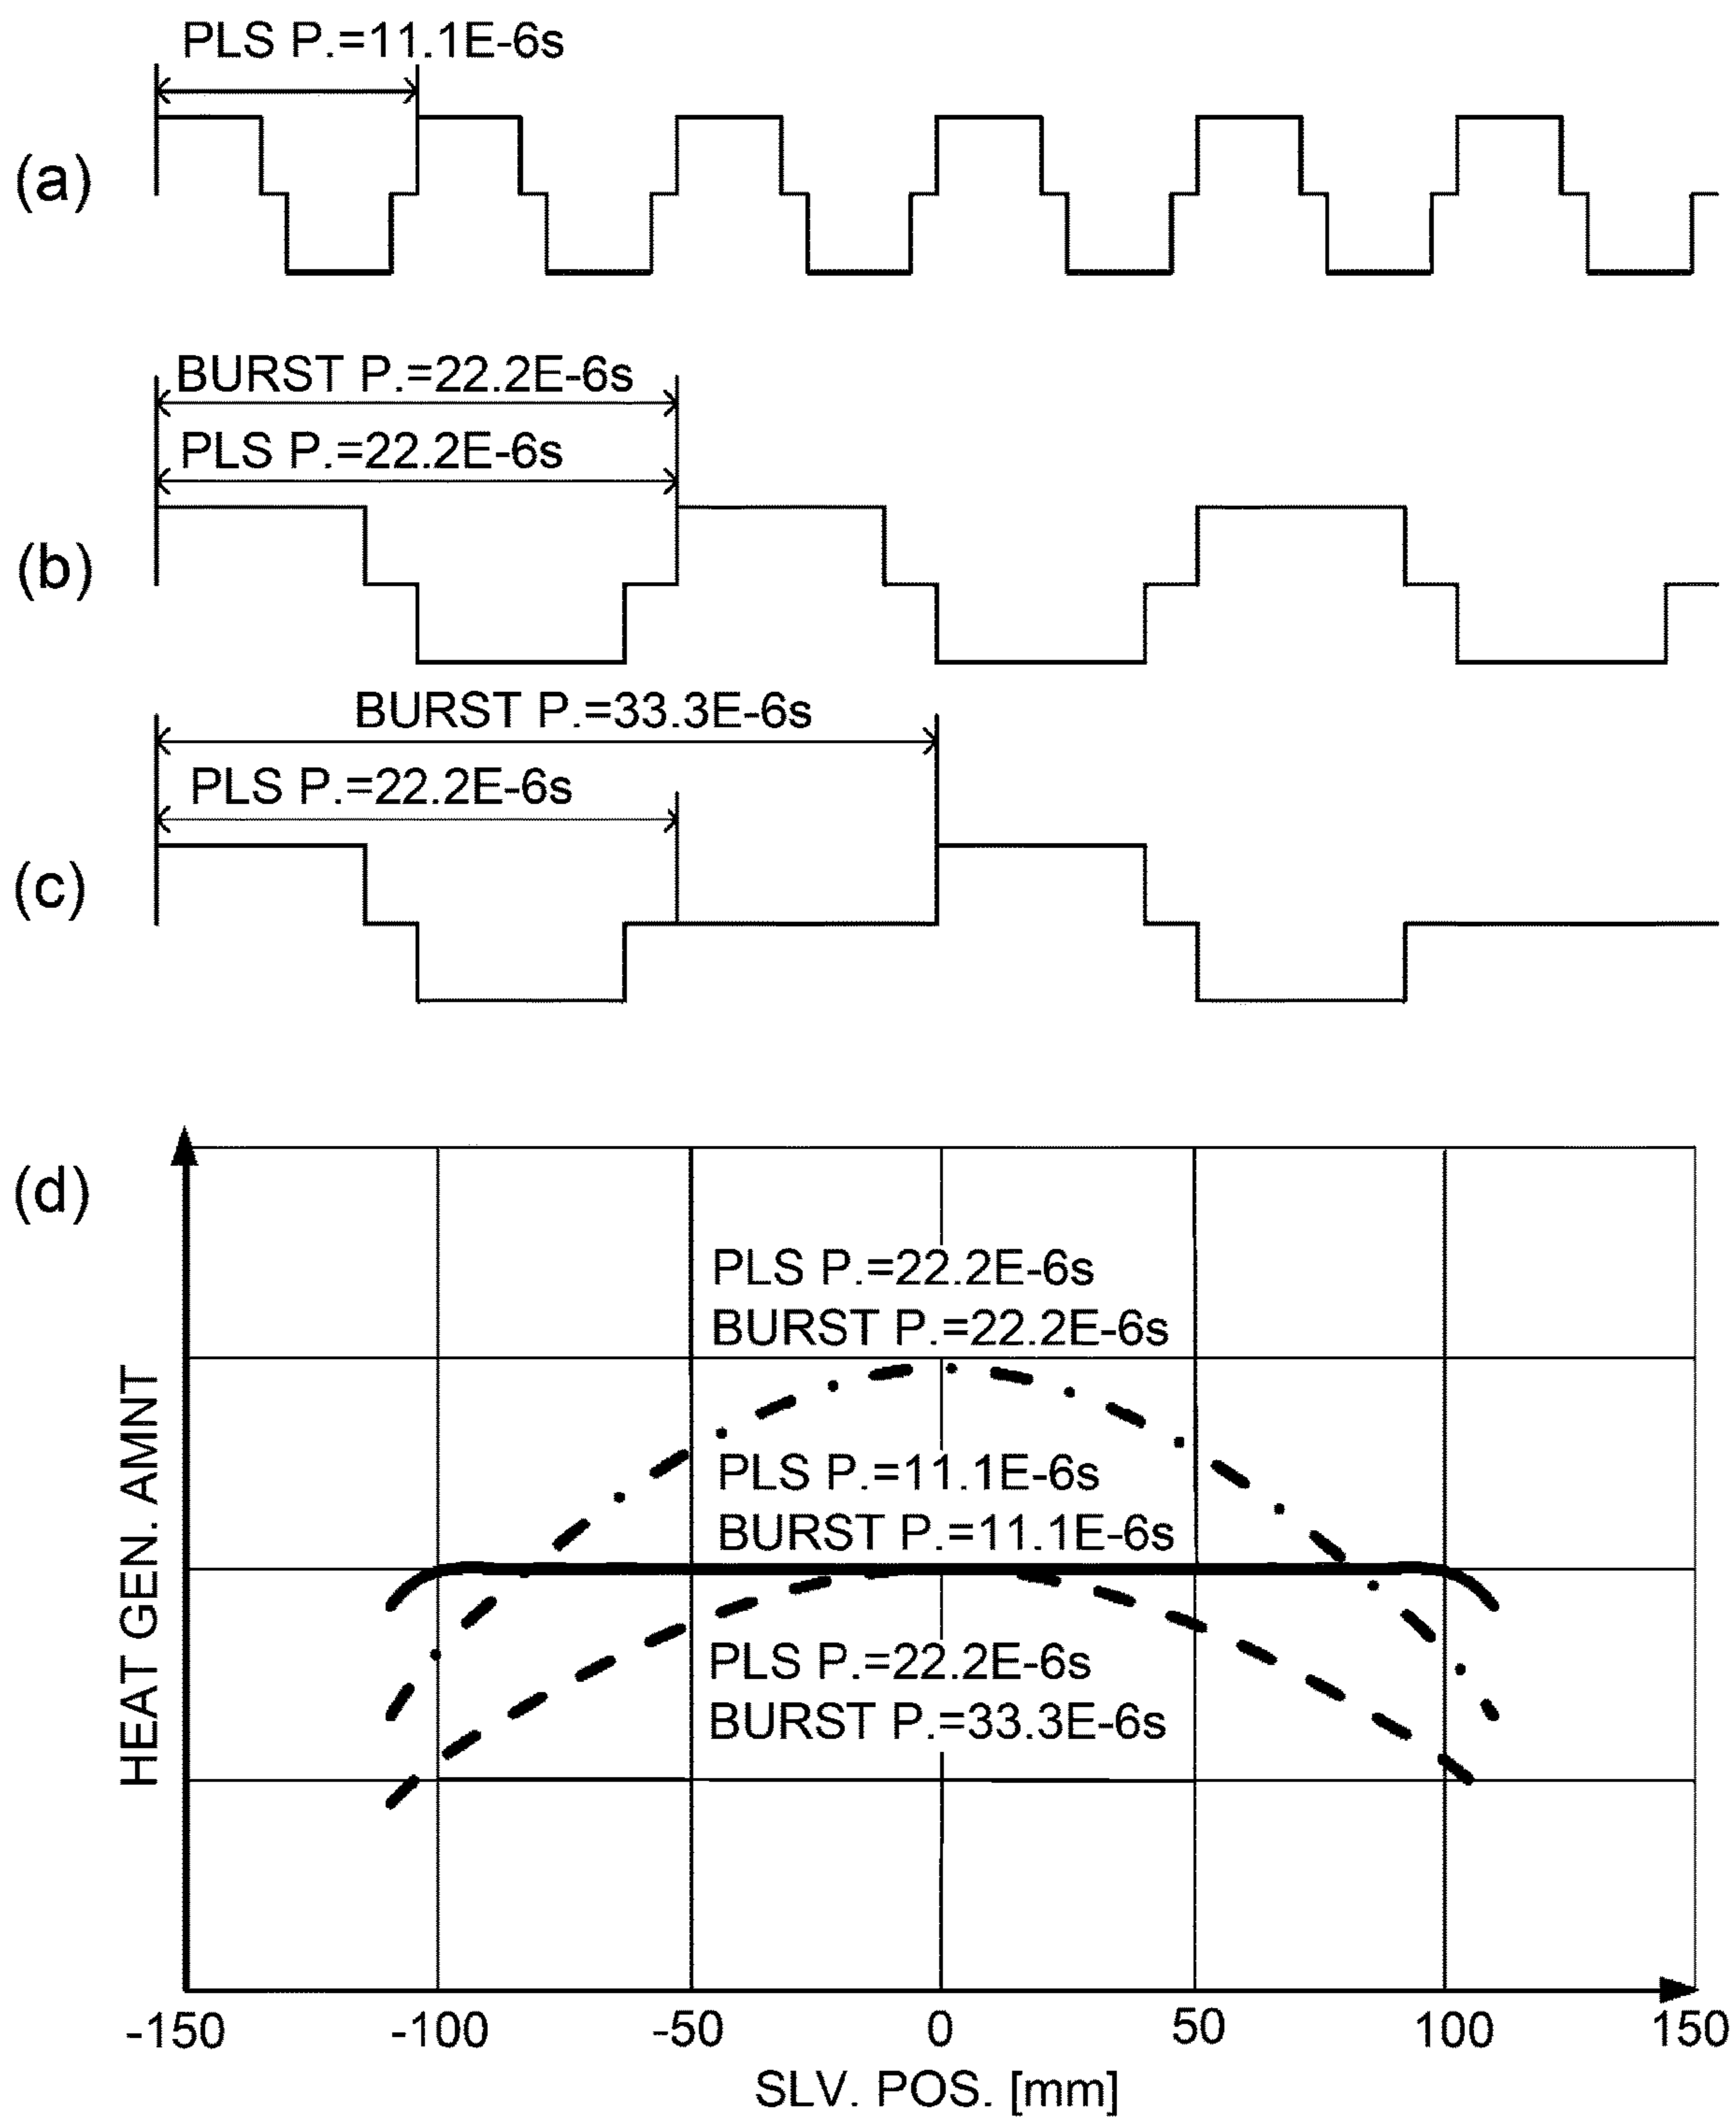 PLS P.=11.1E-6s
(a)
BURST P.=22.2E-6s
PLS P.=22.2E-6s
(b)
BURST P.=33.3E-6s
PLS P.=22.2E-6s
(c)
(d)
PLS P.=22.2E-6s
BURST P.=22.2E-6s
PLS P.=11.1E-6s
BURST P.=11.1E-6s
PLS P.=22.2E-6s
BURST P.=33.3E-6s
HEAT GEN. AMNT
-150 -100 -50 0 50 100 150
SLV. POS. [mm]